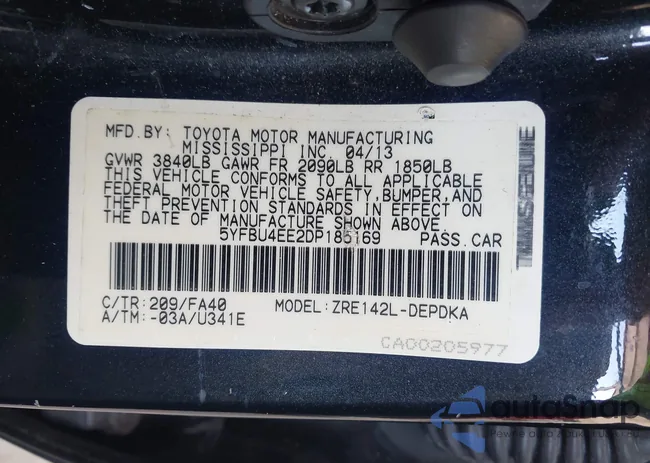 MFD.BY: TOYOTA MOTOR MANUFACTURING
MISSISSIPPI INC. 04/13
GVWR 3840LB GAWR FR 2090LB RR 1850LB
THIS VEHICLE CONFORMS TO ALL APPLICABLE
FEDERAL MOTOR VEHICLE SAFETY, BUMPER, AND
THEFT PREVENTION STANDARDS IN EFFECT ON
THE DATE OF MANUFACTURE SHOWN ABOVE.
5YFBU4EE2DP185169 PASS.CAR
C/TR: 209/FA40 MODEL: ZRE142L-DEPDKA
A/TM: -03A/U341E
CA00205977
autoSnap